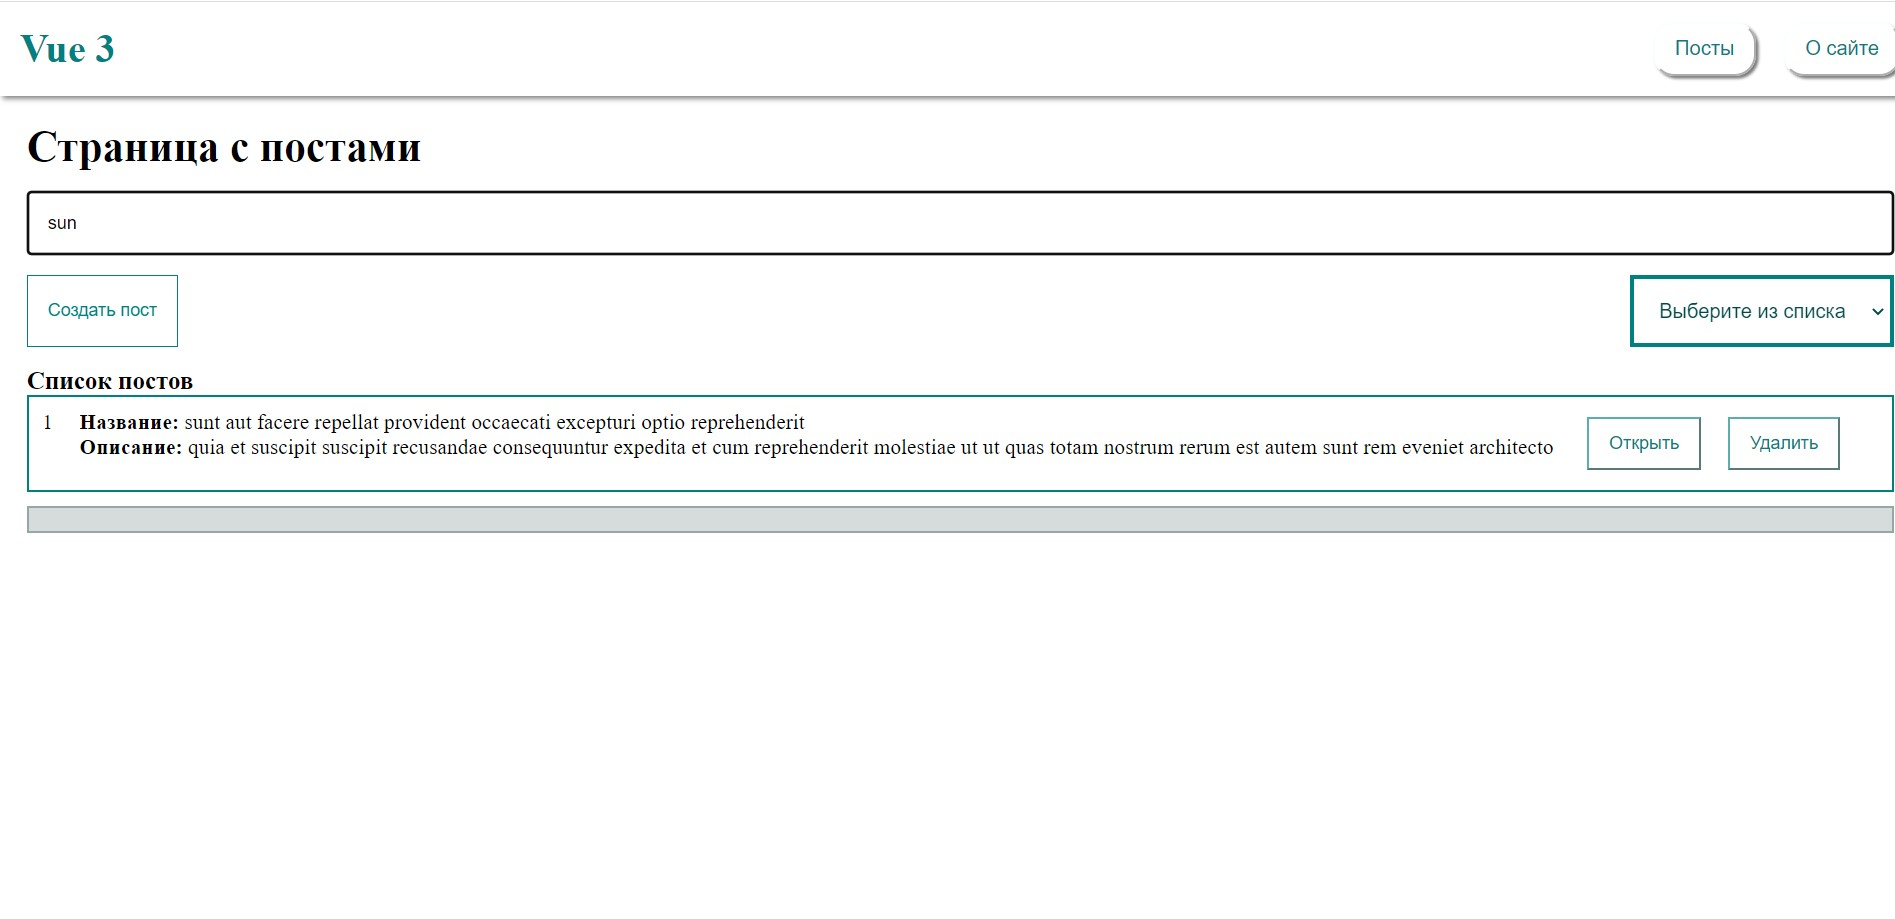 Vue 3
Посты
О сайте
Страница с постами
sun
Создать пост
Выберите из списка
Список постов
1 Название: sunt aut facere repellat provident occaecati excepturi optio reprehenderit
Описание: quia et suscipit suscipit recusandae consequuntur expedita et cum reprehenderit molestiae ut ut quas totam nostrum rerum est autem sunt rem eveniet architecto
Открыть
Удалить